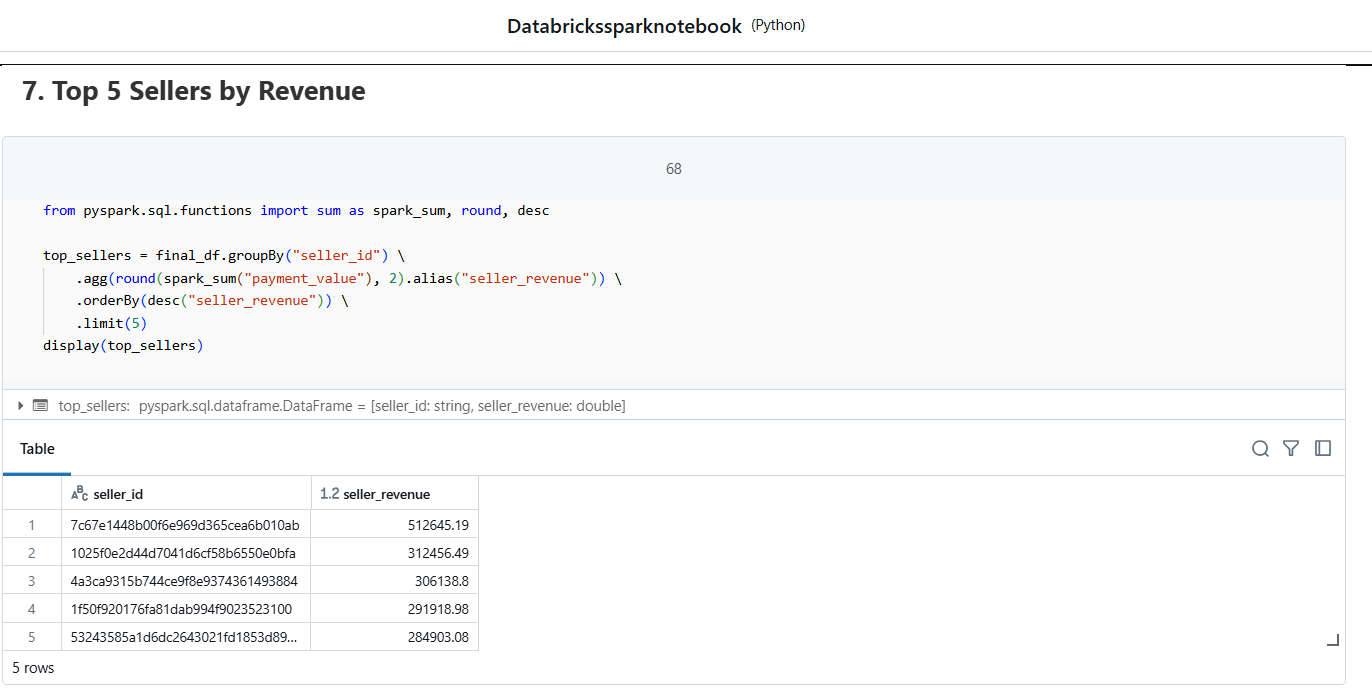 Databrickssparknotebook (Python)
7. Top 5 Sellers by Revenue
68
from pyspark.sql.functions import sum as spark_sum, round, desc
top_sellers = final_df.groupBy("seller_id") \
.agg(round(spark_sum("payment_value"), 2).alias("seller_revenue")) \
.orderBy(desc("seller_revenue")) \
.limit(5)
display(top_sellers)
top_sellers: pyspark.sql.dataframe.DataFrame = [seller_id: string, seller_revenue: double]
Table
ABC seller_id 1.2 seller_revenue
1 7c67e1448b00f6e969d365cea6b010ab 512645.19
2 1025f0e2d44d7041d6cf58b6550e0bfa 312456.49
3 4a3ca9315b744ce9f8e9374361493884 306138.8
4 1f50f920176fa81dab994f9023523100 291918.98
5 53243585a1d6dc2643021fd1853d89... 284903.08
5 rows